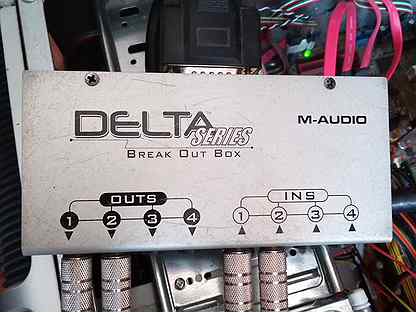 DELTA
SERIES
M-AUDIO
BREAK OUT BOX
OUTS
1 2 3 4
INS
1 2 3 4